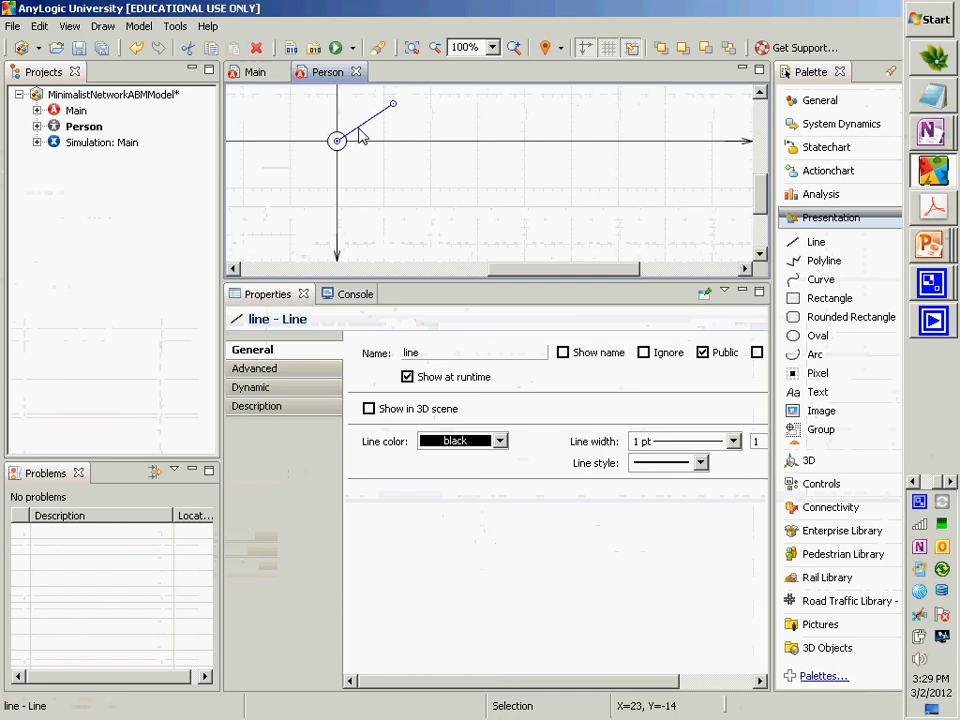 AnyLogic University [EDUCATIONAL USE ONLY]
File Edit View Draw Model Tools Help
100% Get Support...
Projects
MinimalistNetworkABMModel*
Main
Person
Simulation: Main
Problems
No problems
Description Locat...
Main Person
Properties Console
line - Line
General
Advanced
Dynamic
Description
Name: line Show name Ignore Public
Show at runtime
Show in 3D scene
Line color: black Line width: 1 pt 1
Line style:
Palette
General
System Dynamics
Statechart
Actionchart
Analysis
Presentation
Line
Polyline
Curve
Rectangle
Rounded Rectangle
Oval
Arc
Pixel
Text
Image
Group
3D
Controls
Connectivity
Enterprise Library
Pedestrian Library
Rail Library
Road Traffic Library -
Pictures
3D Objects
Palettes...
line - Line Selection X=23, Y=-14
Start
3:29 PM
3/2/2012